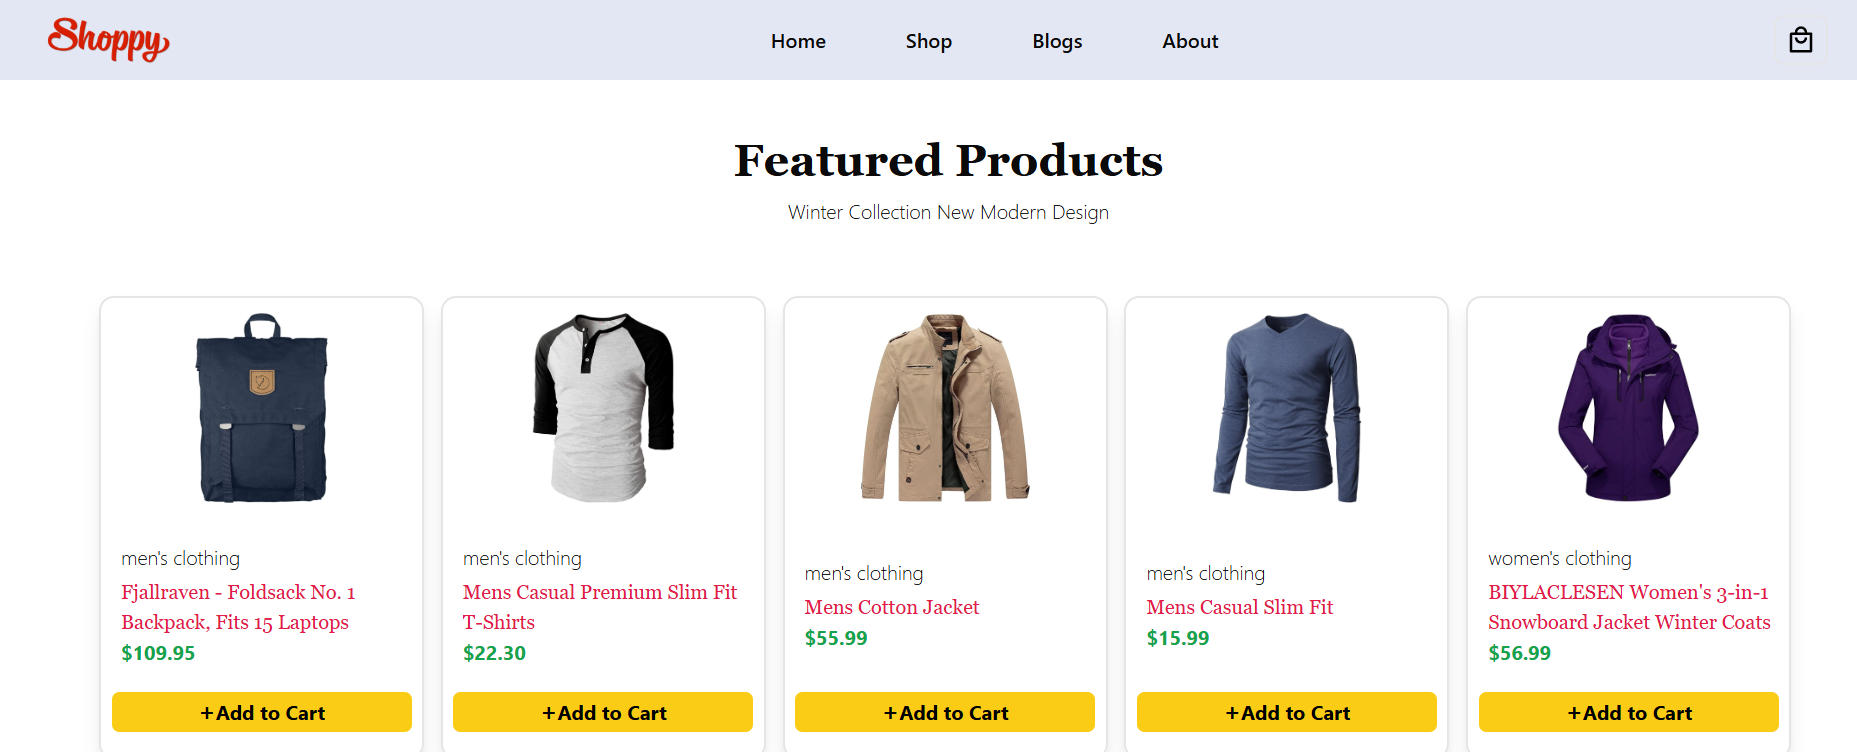 Shoppy
Home
Shop
Blogs
About
Featured Products
Winter Collection New Modern Design
men's clothing
Fjallraven - Foldsack No. 1
Backpack, Fits 15 Laptops
$109.95
+Add to Cart
men's clothing
Mens Casual Premium Slim Fit
T-Shirts
$22.30
+Add to Cart
men's clothing
Mens Cotton Jacket
$55.99
+Add to Cart
men's clothing
Mens Casual Slim Fit
$15.99
+Add to Cart
women's clothing
BIYLACLESEN Women's 3-in-1
Snowboard Jacket Winter Coats
$56.99
+Add to Cart